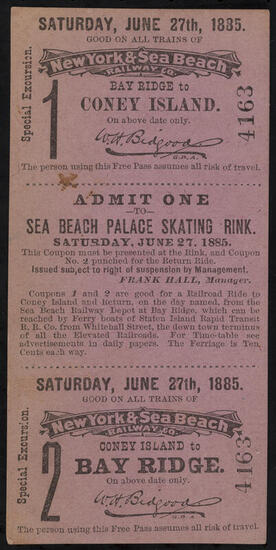 SATURDAY, JUNE 27th, 1885.
GOOD ON ALL TRAINS OF
New York & Sea Beach
RAILWAY CO.
Special Excursion.
1
BAY RIDGE to
CONEY ISLAND.
On above date only.
W.H. Bidgood
G.P.A.
4163
The person using this Free Pass assumes all risk of travel.
ADMIT ONE
—TO—
SEA BEACH PALACE SKATING RINK.
SATURDAY, JUNE 27, 1885.
This Coupon must be presented at the Rink, and Coupon
No. 2 punched for the Return Ride.
Issued subject to right of suspension by Management.
FRANK HALL, Manager.
Coupons 1 and 2 are good for a Railroad Ride to
Coney Island and Return, on the day named, from the
Sea Beach Railway Depot at Bay Ridge, which can be
reached by Ferry boats of Staten Island Rapid Transit
R. R. Co. from Whitehall Street, the down town terminus
of all the Elevated Railroads. For Time-table see
advertisements in daily papers. The Ferriage is Ten
Cents each way.
SATURDAY, JUNE 27th, 1885.
GOOD ON ALL TRAINS OF
New York & Sea Beach
RAILWAY CO.
Special Excursion.
2
CONEY ISLAND to
BAY RIDGE.
On above date only.
W.H. Bidgood
G.P.A.
4163
The person using this Free Pass assumes all risk of travel.